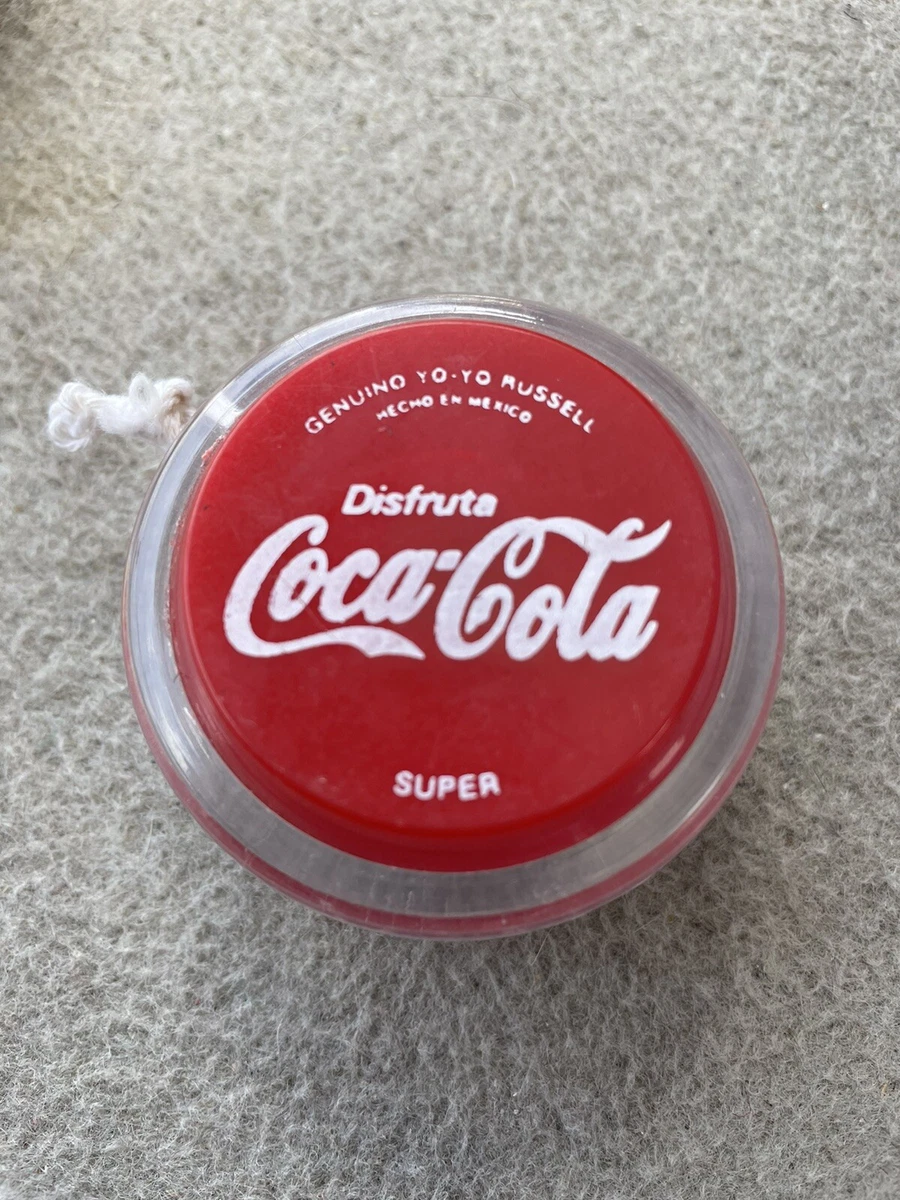 GENUINO YO-YO RUSSELL
HECHO EN MEXICO
Disfruta
Coca-Cola
SUPER